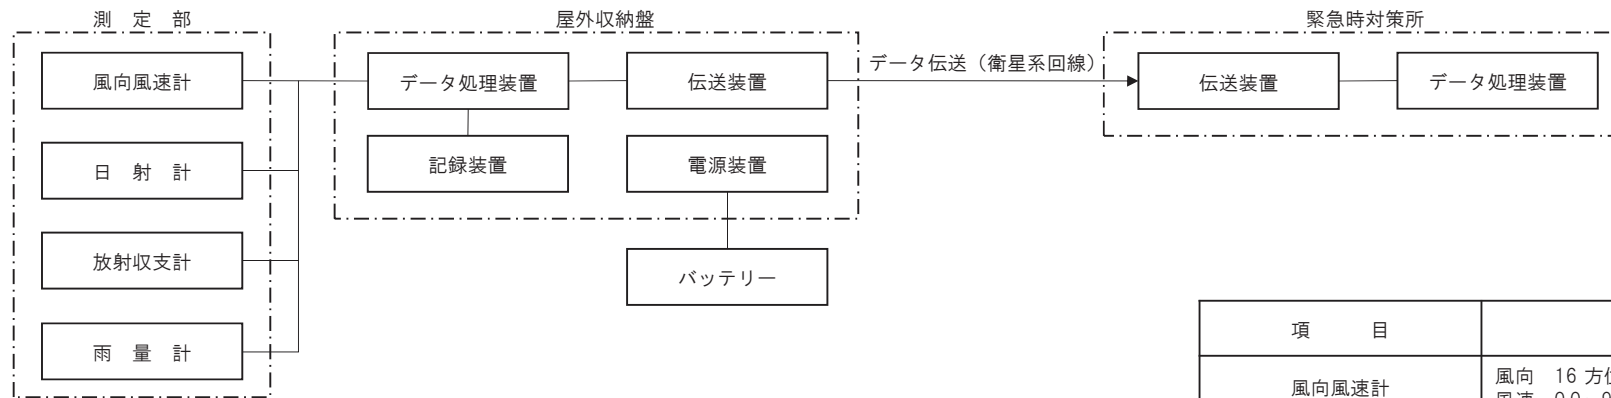 測　定　部
屋外収納盤
緊急時対策所
風向風速計
データ処理装置
伝送装置
データ伝送（衛星系回線）
伝送装置
データ処理装置
日　射　計
記録装置
電源装置
放射収支計
バッテリー
雨　量　計
項　　　目
風向風速計
風向　16 方
風速